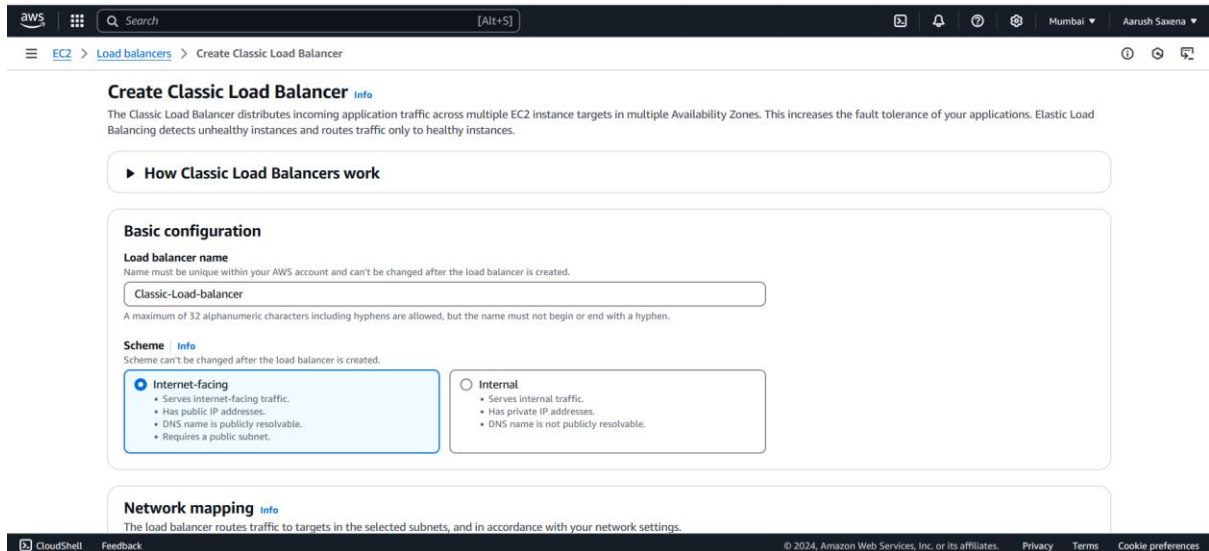 aws
Search
[Alt+S]
Mumbai ▼
Aarush Saxena ▼
EC2 > Load balancers > Create Classic Load Balancer
Create Classic Load Balancer Info
The Classic Load Balancer distributes incoming application traffic across multiple EC2 instance targets in multiple Availability Zones. This increases the fault tolerance of your applications. Elastic Load
Balancing detects unhealthy instances and routes traffic only to healthy instances.
▶ How Classic Load Balancers work
Basic configuration
Load balancer name
Name must be unique within your AWS account and can't be changed after the load balancer is created.
Classic-Load-balancer
A maximum of 32 alphanumeric characters including hyphens are allowed, but the name must not begin or end with a hyphen.
Scheme Info
Scheme can't be changed after the load balancer is created.
Internet-facing
• Serves internet-facing traffic.
• Has public IP addresses.
• DNS name is publicly resolvable.
• Requires a public subnet.
Internal
• Serves internal traffic.
• Has private IP addresses.
• DNS name is not publicly resolvable.
Network mapping Info
The load balancer routes traffic to targets in the selected subnets, and in accordance with your network settings.
CloudShell
Feedback
© 2024, Amazon Web Services, Inc. or its affiliates.
Privacy
Terms
Cookie preferences